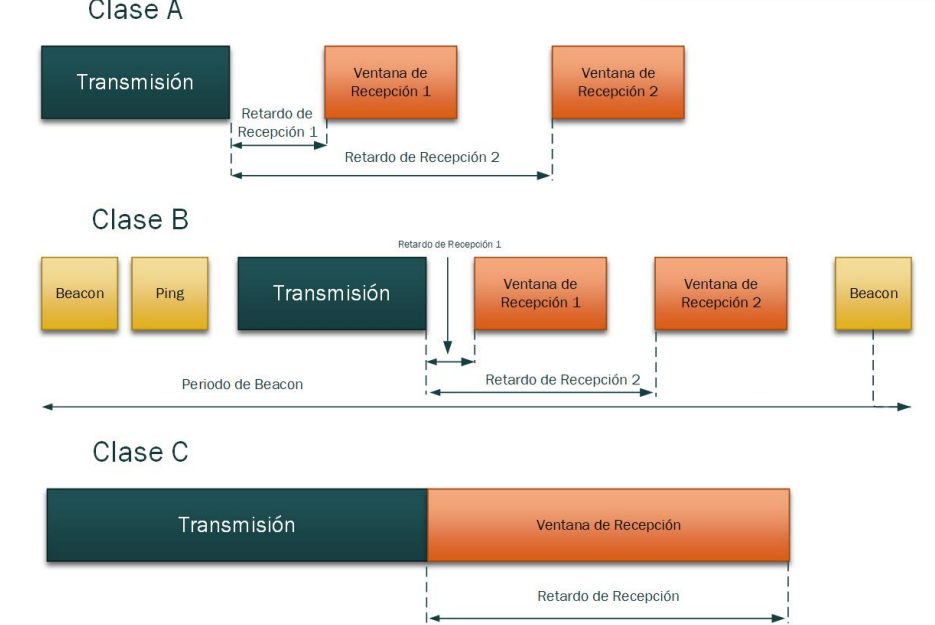 Clase A
Transmisión
Ventana de
Recepción 1
Ventana de
Recepción 2
Retardo de
Recepción 1
Retardo de Recepción 2
Clase B
Retardo de Recepción 1
Beacon
Ping
Transmisión
Ventana de
Recepción 1
Ventana de
Recepción 2
Beacon
Periodo de Beacon
Retardo de Recepción 2
Clase C
Transmisión
Ventana de Recepción
Retardo de Recepción